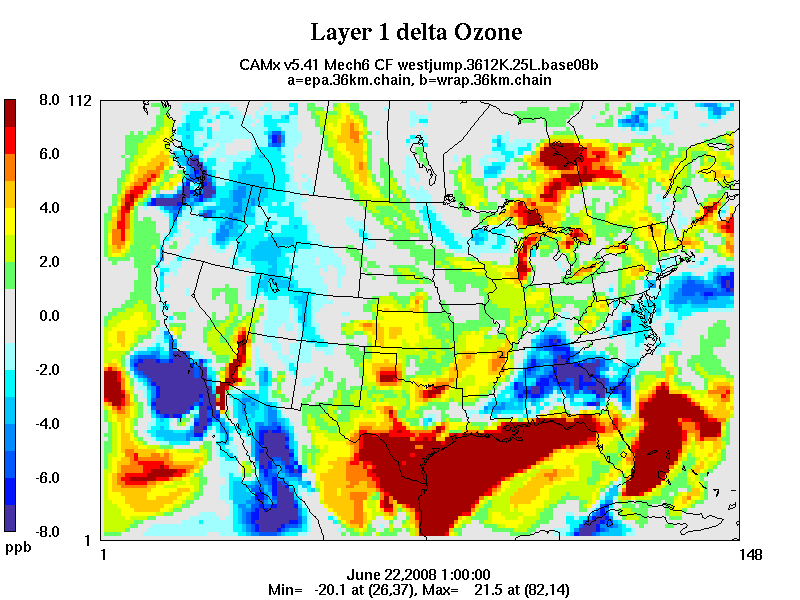 Layer 1 delta Ozone
CAMx v5.41 Mech6 CF westjump.3612K.25L.base08b
a=epa.36km.chain, b=wrap.36km.chain
8.0
6.0
4.0
2.0
0.0
-2.0
-4.0
-6.0
-8.0
ppb
112
1
1
148
June 22,2008 1:00:00
Min= -20.1 at (26,37), Max= 21.5 at (82,14)